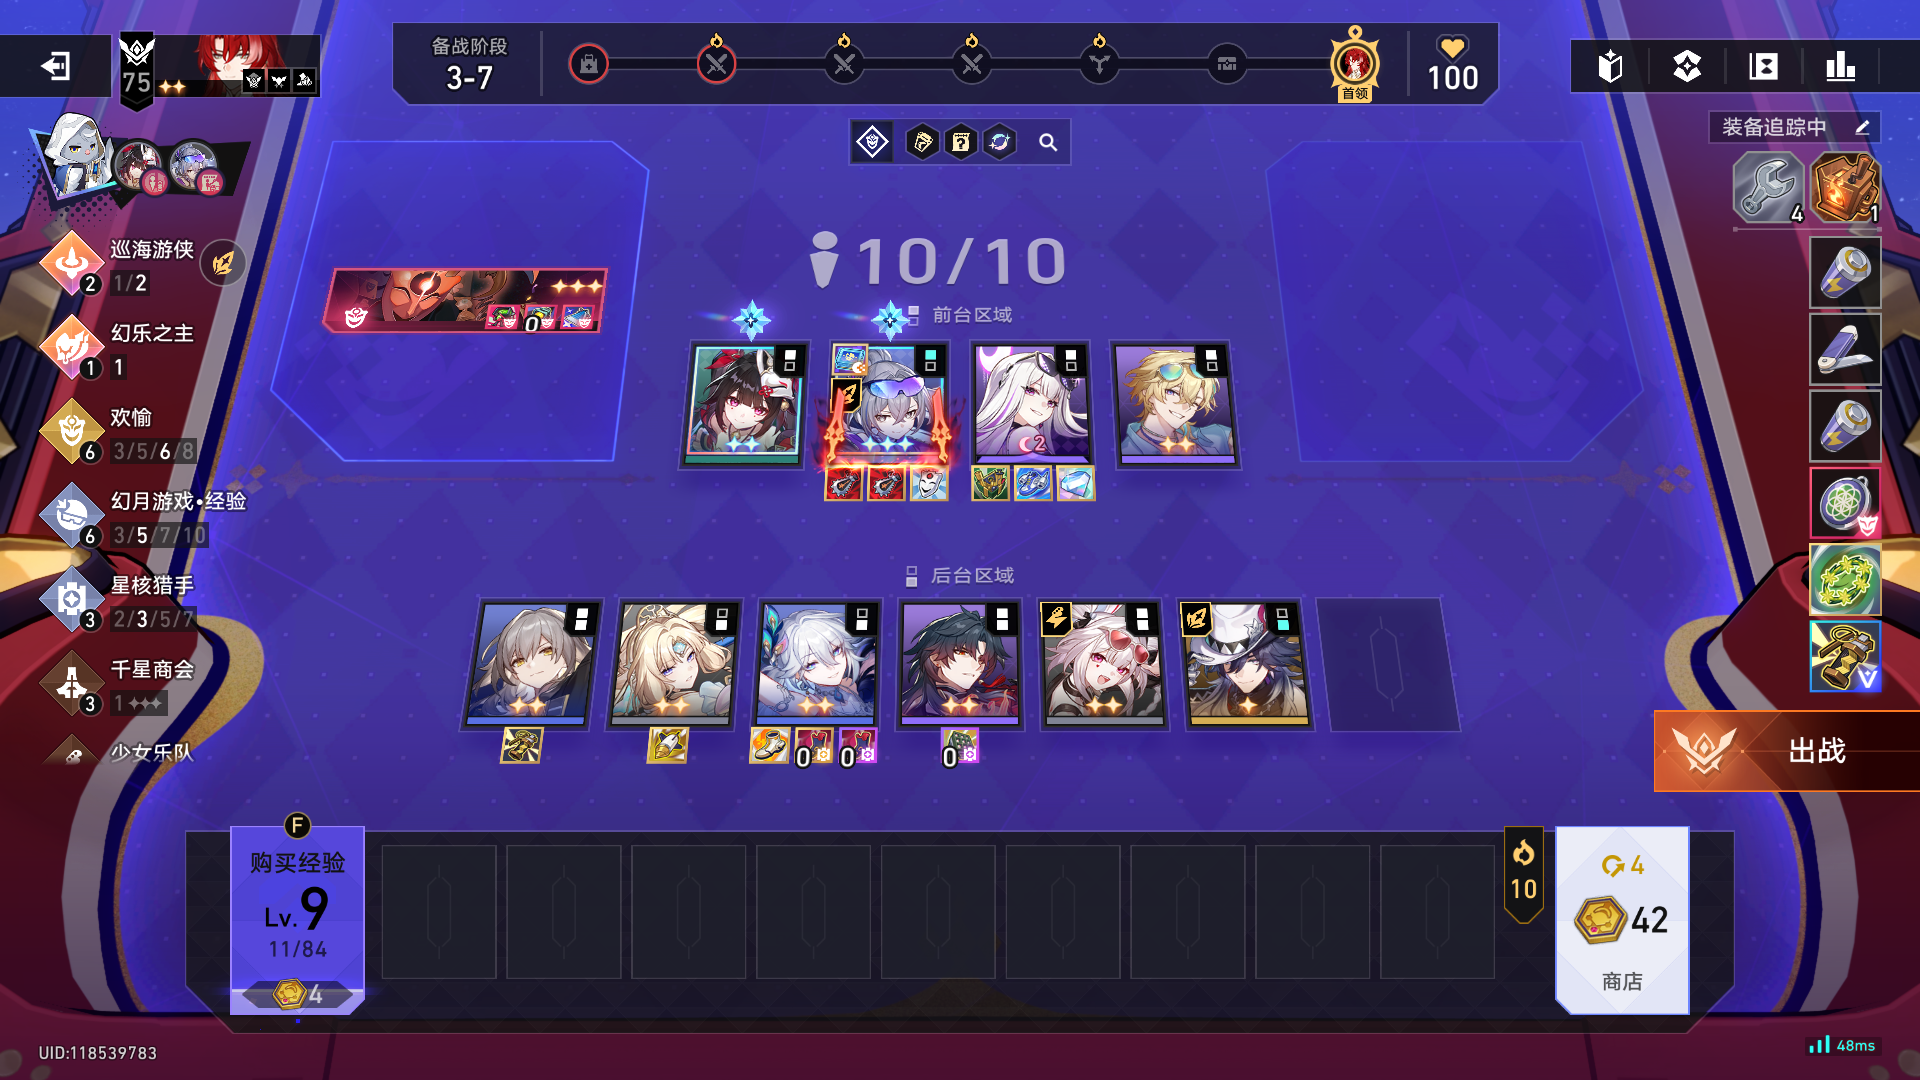 75
备战阶段
3-7
首领
100
装备追踪中
4
1
巡海游侠
2
1/2
幻乐之主
1
1
欢愉
6
3/5/6/8
幻月游戏•经验
6
3/5/7/10
星核猎手
3
2/3/5/7
千星商会
3
1
少女乐队
10/10
前台区域
0
2
后台区域
0
0
0
出战
F
购买经验
Lv.9
11/84
4
10
4
42
商店
UID:118539783
48ms